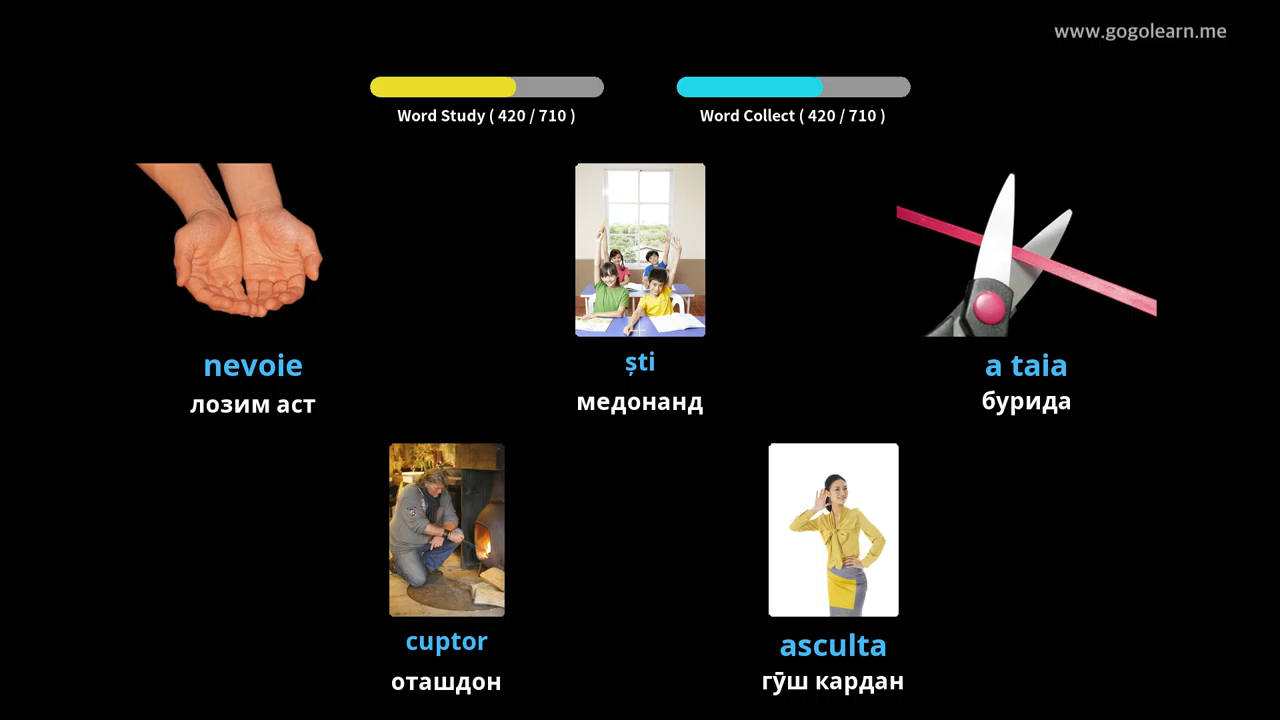 www.gogolearn.me
Word Study ( 420 / 710 )
Word Collect ( 420 / 710 )
nevoie
лозим аст
ști
медонанд
a taia
бурида
cuptor
оташдон
asculta
гӯш кардан